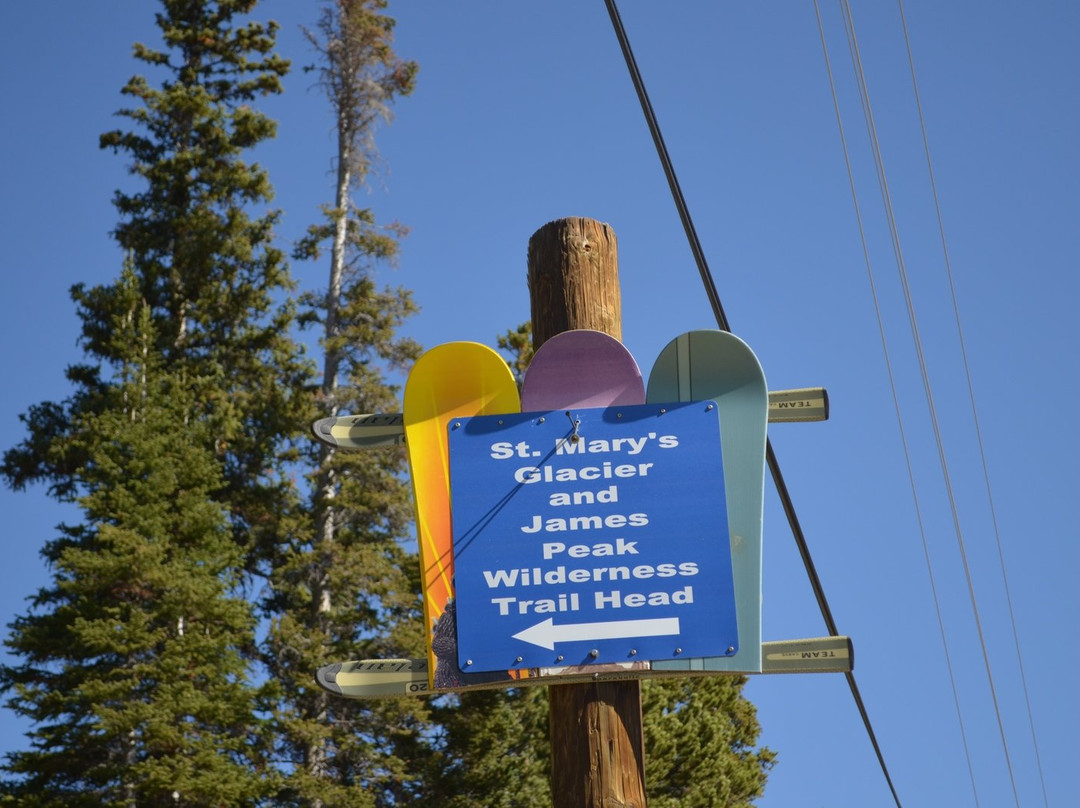 St. Mary's
Glacier
and
James
Peak
Wilderness
Trail Head
TEAM
TEAM